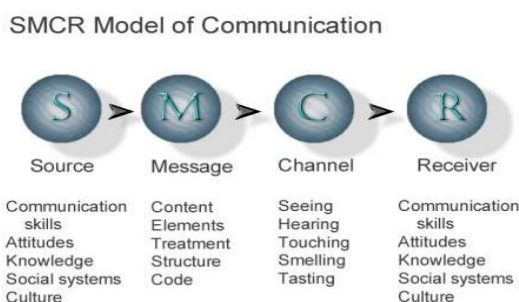 SMCR Model of Communication
S M C R
Source Message Channel Receiver
Communication skills
Attitudes
Knowledge
Social systems
Culture
Content
Elements
Treatment
Structure
Code
Seeing
Hearing
Touching
Smelling
Tasting
Communication skills
Attitudes
Knowledge
Social systems
Culture